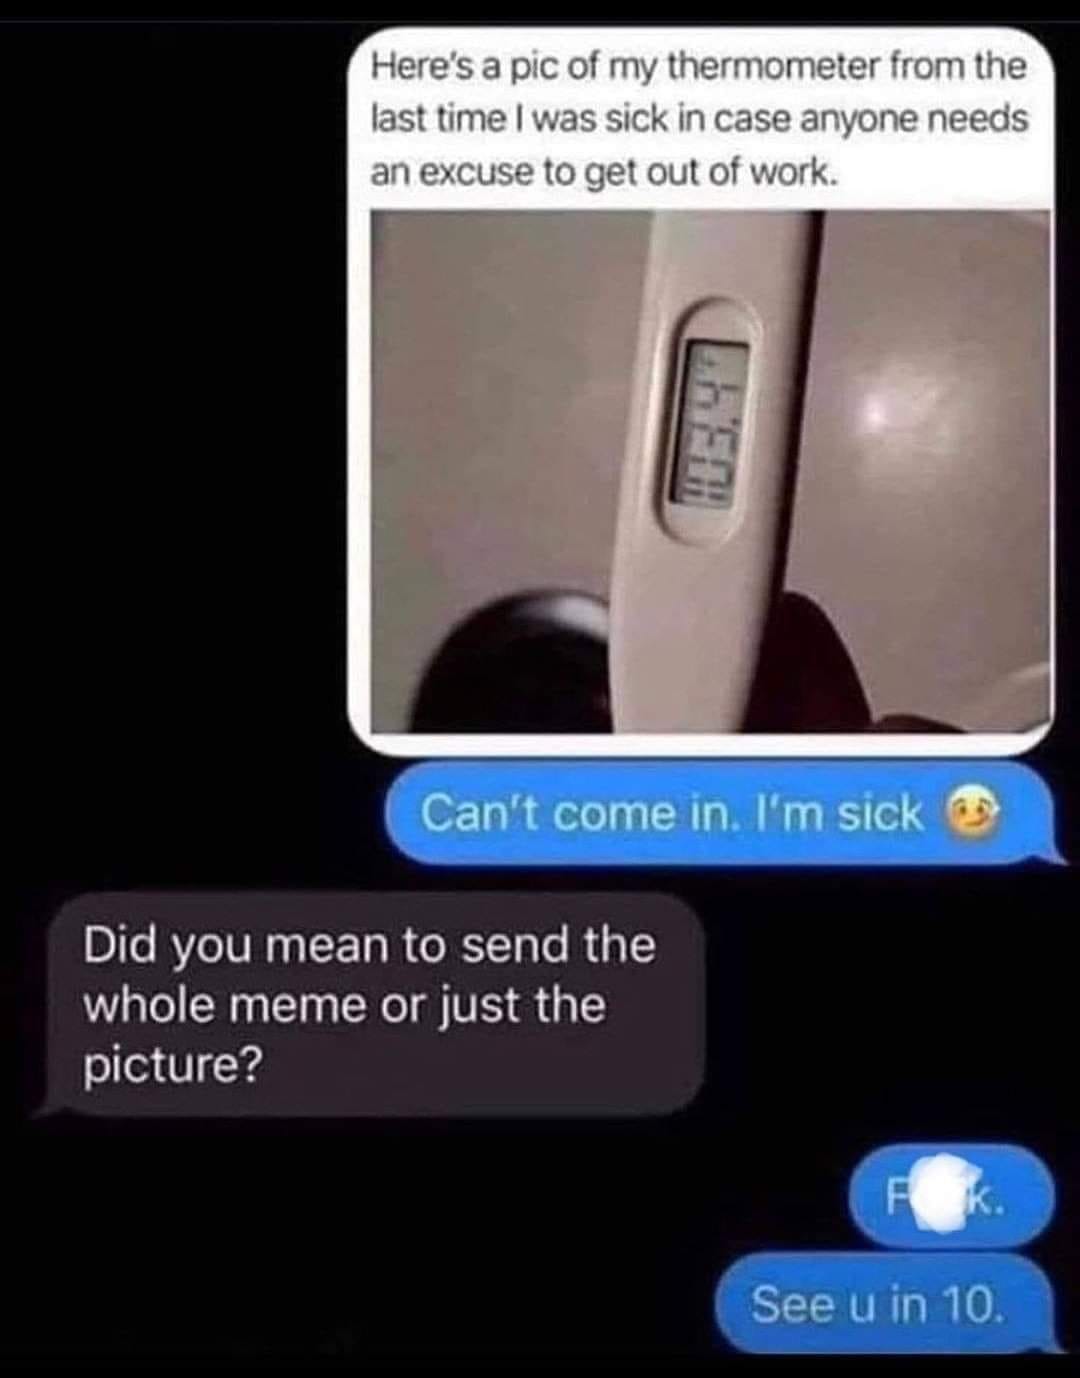 Here's a pic of my thermometer from the
last time I was sick in case anyone needs
an excuse to get out of work.
103.4
Can't come in. I'm sick 🤒
Did you mean to send the
whole meme or just the
picture?
F k.
See u in 10.